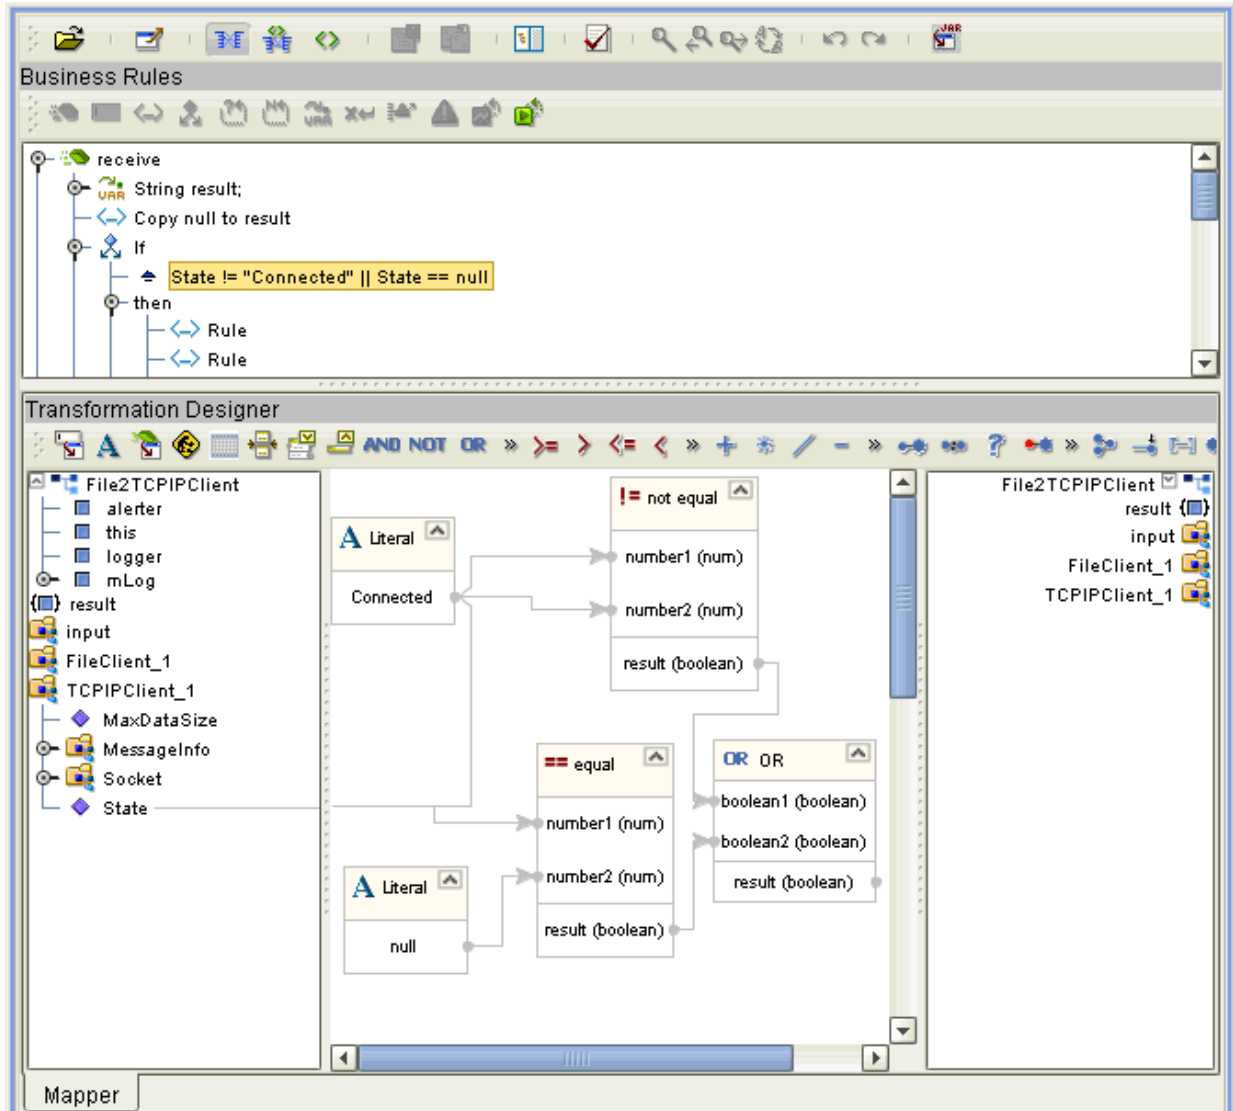 JAR
Business Rules
VAR
receive
VAR String result;
Copy null to result
If
State != "Connected" || State == null
then
Rule
Rule
Transformation Designer
A AND NOT OR » >= > <= < » + * / - » ? »
File2TCPIPClient
alerter
this
logger
mLog
{ } result
input
FileClient_1
TCPIPClient_1
MaxDataSize
MessageInfo
Socket
State
A Literal
Connected
!= not equal
number1 (num)
number2 (num)
result (boolean)
== equal
number1 (num)
number2 (num)
result (boolean)
OR OR
boolean1 (boolean)
boolean2 (boolean)
result (boolean)
A Literal
null
File2TCPIPClient
result { }
input
FileClient_1
TCPIPClient_1
Mapper